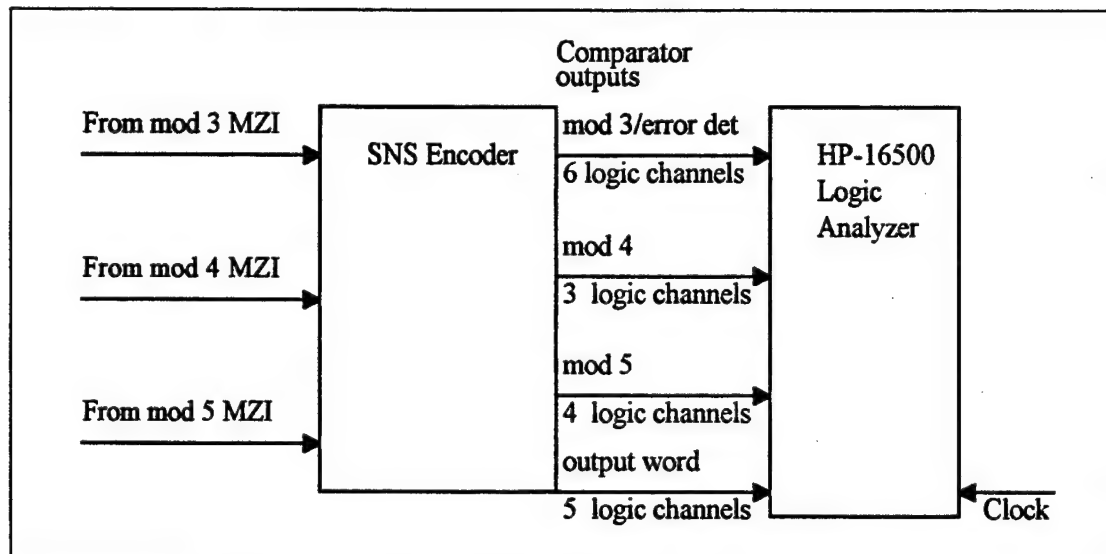 Comparator
outputs
From mod 3 MZI
SNS Encoder
mod 3/error det
6 logic channels
HP-16500
Logic
Analyzer
From mod 4 MZI
mod 4
3 logic channels
From mod 5 MZI
mod 5
4 logic channels
output word
5 logic channels
Clock